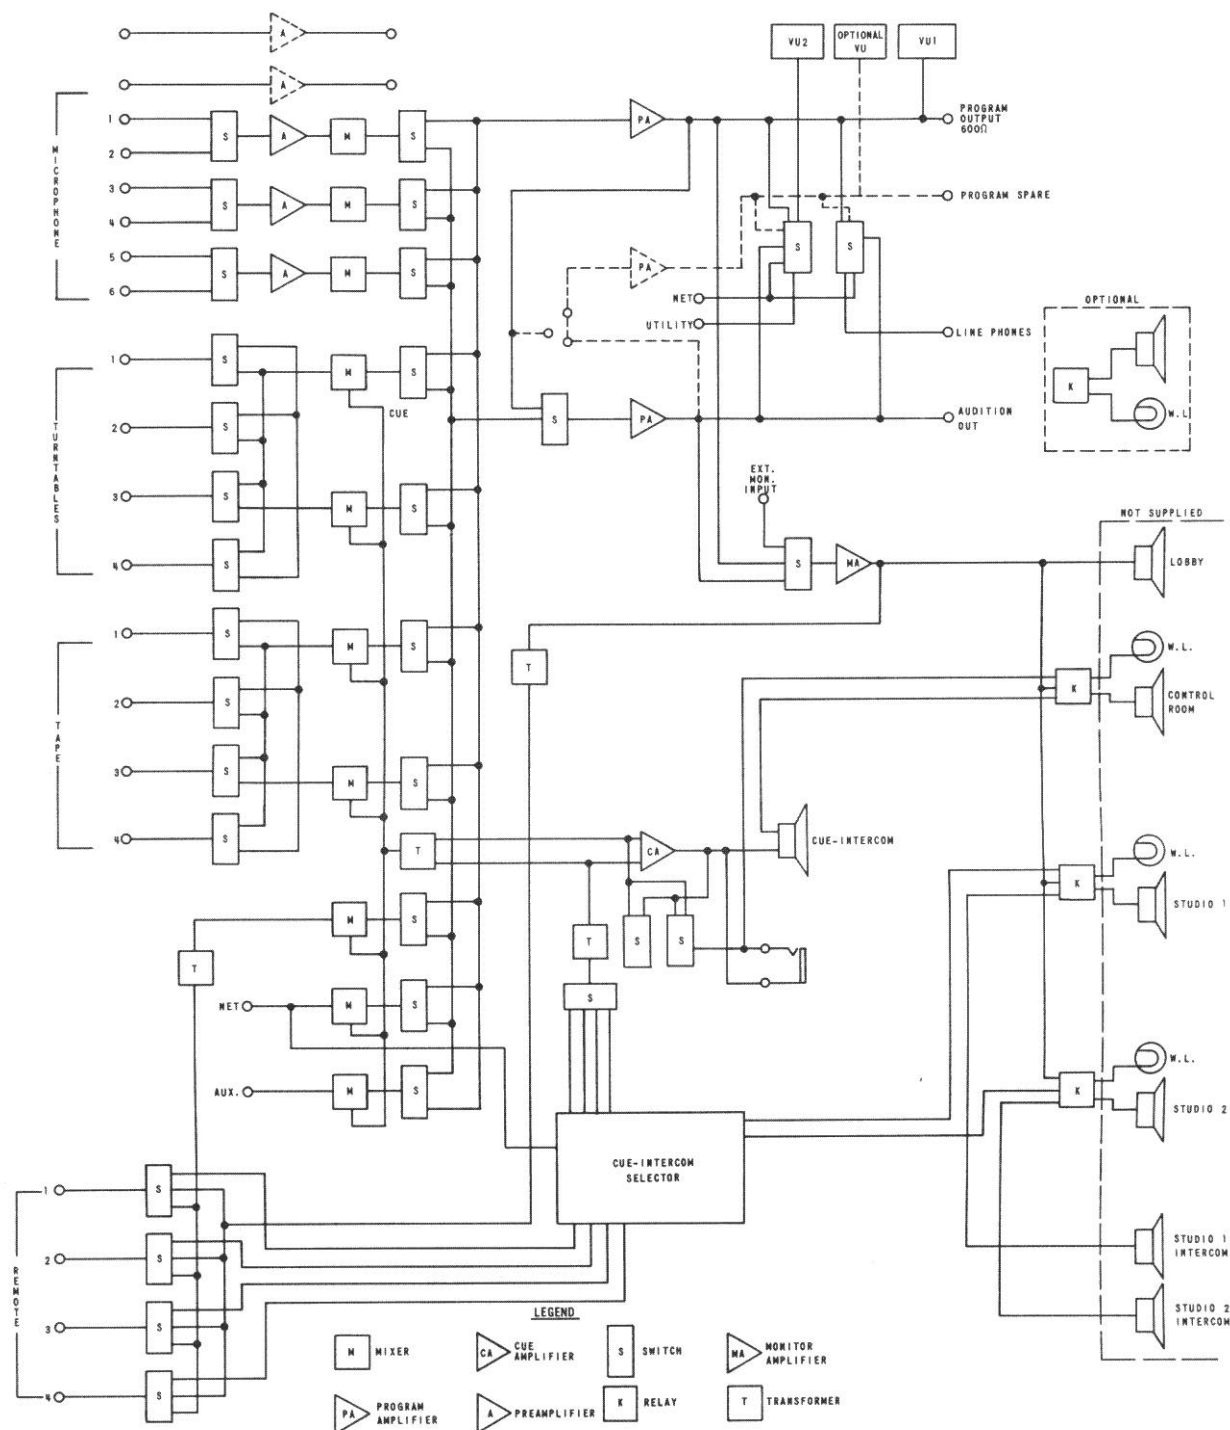 A
A
VU2
OPTIONAL
VU
VU1
MICROPHONE
1
2
S
A
M
S
PA
PROGRAM
OUTPUT
600Ω
3
4
S
A
M
S
PROGRAM SPARE
5
6
S
A
M
S
PA
S
S
NET
UTILITY
LINE PHONES
OPTIONAL
K
W.L
TURNTABLES
1
S
M
S
CUE
2
S
S
PA
AUDITION
OUT
3
S
M
S
EXT.
MON.
INPUT
4
S
S
MA
NOT SUPPLIED
LOBBY
TAPE
1
S
M
S
T
W.L.
K
CONTROL
ROOM
2
S
3
S
M
S
4
S
T
CA
CUE-INTERCOM
W.L.
K
STUDIO 1
M
S
T
S
S
T
NET
M
S
S
AUX.
M
S
W.L.
K
STUDIO 2
CUE-INTERCOM
SELECTOR
REMOTE
1
S
2
S
3
S
4
S
STUDIO 1
INTERCOM
STUDIO 2
INTERCOM
LEGEND
M MIXER
CA CUE
AMPLIFIER
S SWITCH
MA MONITOR
AMPLIFIER
PA PROGRAM
AMPLIFIER
A PREAMPLIFIER
K RELAY
T TRANSFORMER